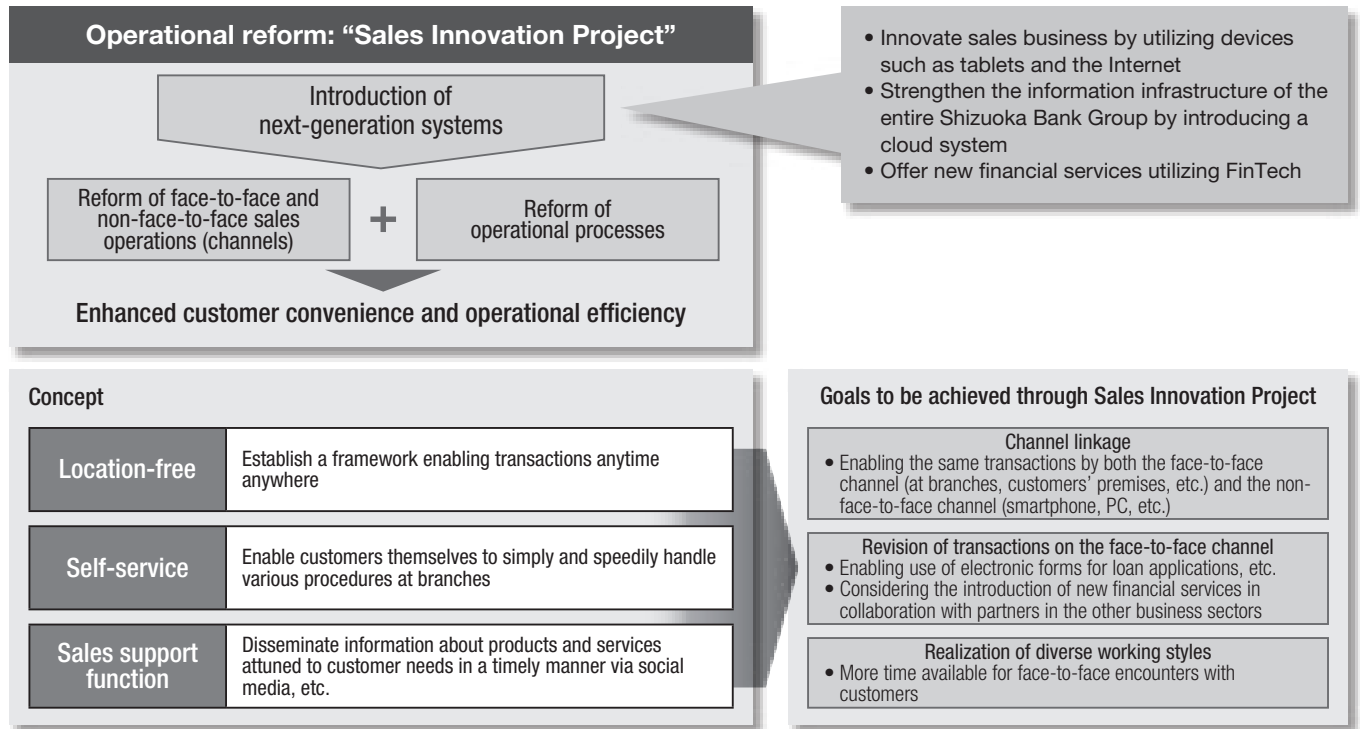 Operational reform: “Sales Innovation Project”
Introduction of
next-generation systems
Reform of face-to-face and
non-face-to-face sales
operations (channels)
+
Reform of
operational processes
Enhanced customer convenience and operational efficiency
• Innovate sales business by utilizing devices
such as tablets and the Internet
• Strengthen the information infrastructure of the
entire Shizuoka Bank Group by introducing a
cloud system
• Offer new financial services utilizing FinTech
Concept
Location-free
Establish a framework enabling transactions anytime
anywhere
Self-service
Enable customers themselves to simply and speedily handle
various procedures at branches
Sales support
function
Disseminate information about products and services
attuned to customer needs in a timely manner via social
media, etc.
Goals to be achieved through Sales Innovation Project
Channel linkage
• Enabling the same transactions by both the face-to-face
channel (at branches, customers’ premises, etc.) and the non-
face-to-face channel (smartphone, PC, etc.)
Revision of transactions on the face-to-face channel
• Enabling use of electronic forms for loan applications, etc.
• Considering the introduction of new financial services in
collaboration with partners in the other business sectors
Realization of diverse working styles
• More time available for face-to-face encounters with
customers